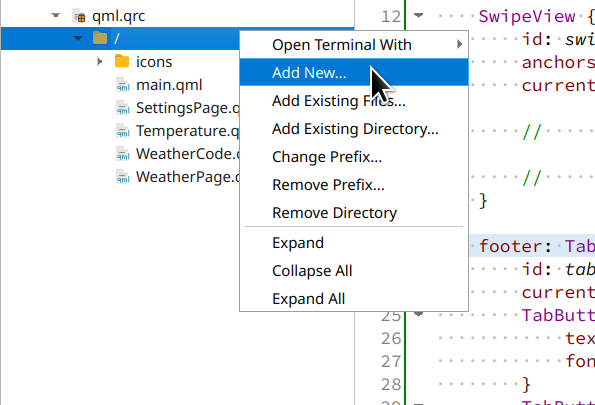 qml.qrc
/
icons
main.qml
SettingsPage.q
Temperature.q
WeatherCode.
WeatherPage.
Open Terminal With
Add New...
Add Existing Files...
Add Existing Directory...
Change Prefix...
Remove Prefix...
Remove Directory
Expand
Collapse All
Expand All
12 SwipeView {
id: swi
anchors
current
//
//
}
footer: Tab
id: tab
current
25 TabButt
26 tex
27 fon
28 }
TabButt